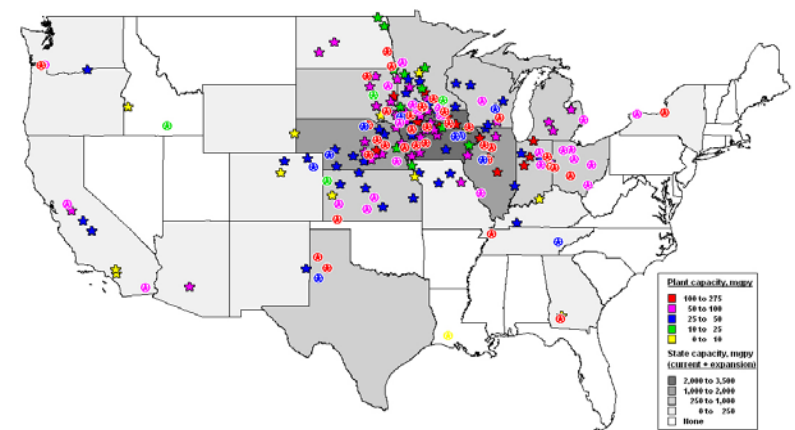 Plant capacity, mgpy
100 to 275
50 to 100
25 to 50
10 to 25
0 to 10
State capacity, mgpy
(current + expansion)
2,000 to 3,500
1,000 to 2,000
250 to 1,000
0 to 250
None